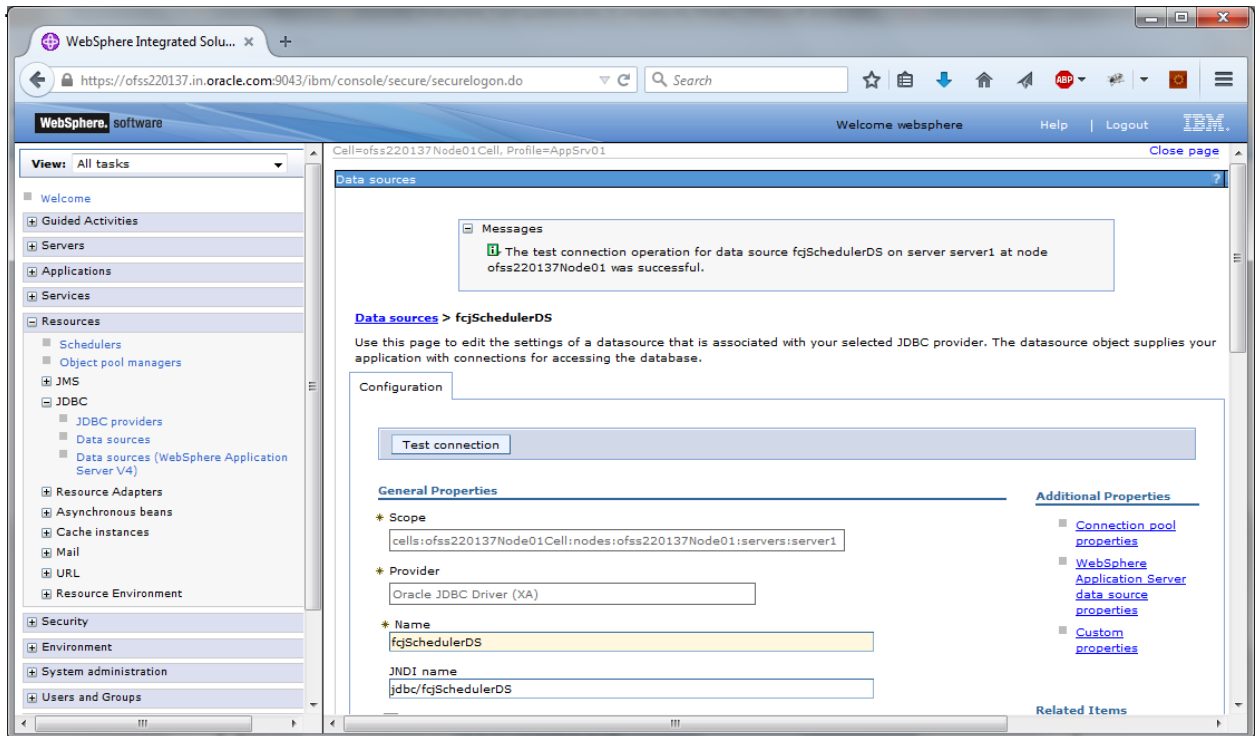 WebSphere Integrated Solu...
https://ofss220137.in.oracle.com:9043/ibm/console/secure/securelogon.do
Search
ABP
WebSphere. software
Welcome websphere
Help | Logout
IBM.
View: All tasks
Welcome
Guided Activities
Servers
Applications
Services
Resources
Schedulers
Object pool managers
JMS
JDBC
JDBC providers
Data sources
Data sources (WebSphere Application
Server V4)
Resource Adapters
Asynchronous beans
Cache instances
Mail
URL
Resource Environment
Security
Environment
System administration
Users and Groups
Cell=ofss220137Node01Cell, Profile=AppSrv01
Close page
Data sources
?
Messages
The test connection operation for data source fcjSchedulerDS on server server1 at node
ofss220137Node01 was successful.
Data sources > fcjSchedulerDS
Use this page to edit the settings of a datasource that is associated with your selected JDBC provider. The datasource object supplies your
application with connections for accessing the database.
Configuration
Test connection
General Properties
* Scope
cells:ofss220137Node01Cell:nodes:ofss220137Node01:servers:server1
* Provider
Oracle JDBC Driver (XA)
* Name
fcjSchedulerDS
JNDI name
jdbc/fcjSchedulerDS
Additional Properties
Connection pool
properties
WebSphere
Application Server
data source
properties
Custom
properties
Related Items